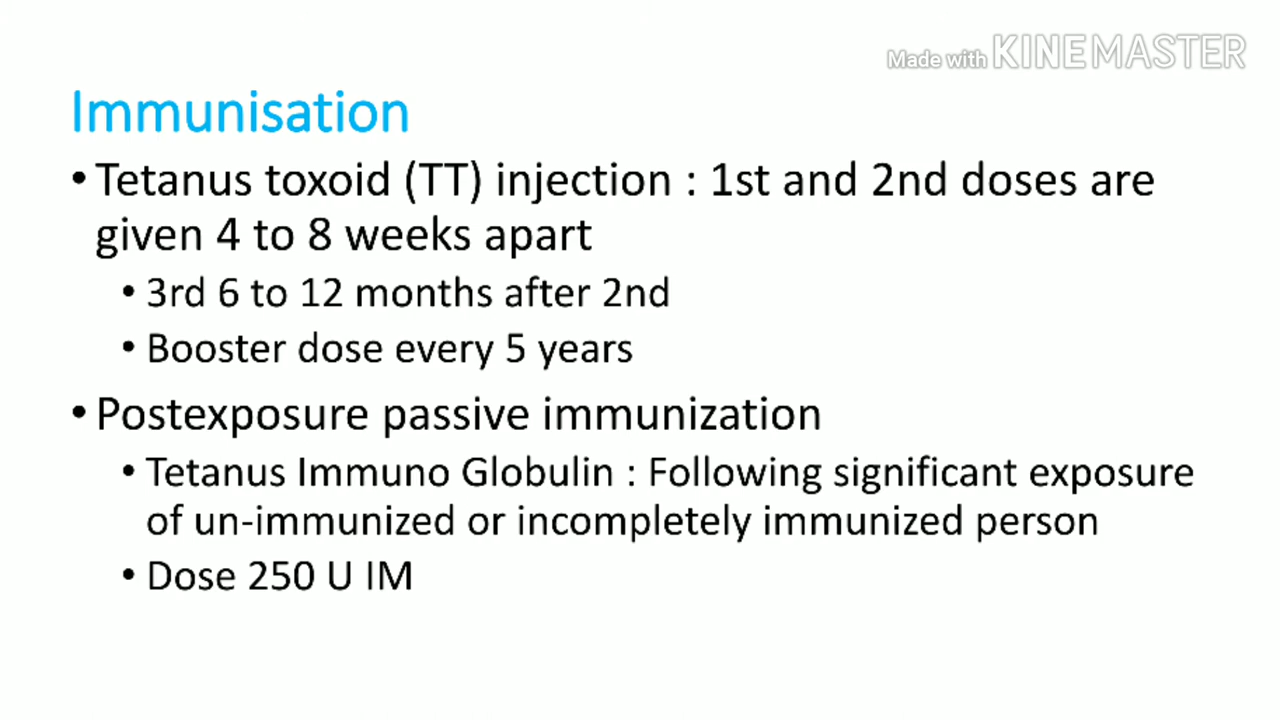 Made with KINEMASTER
Immunisation
• Tetanus toxoid (TT) injection : 1st and 2nd doses are
given 4 to 8 weeks apart
• 3rd 6 to 12 months after 2nd
• Booster dose every 5 years
• Postexposure passive immunization
• Tetanus Immuno Globulin : Following significant exposure
of un-immunized or incompletely immunized person
• Dose 250 U IM